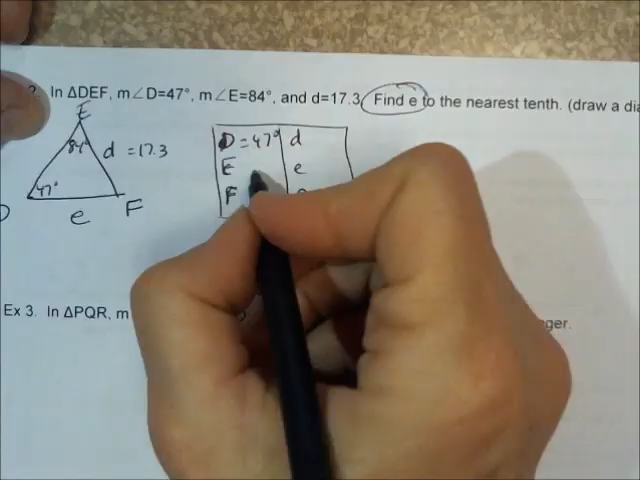 2. In ΔDEF, m∠D=47°, m∠E=84°, and d=17.3. Find e to the nearest tenth. (draw a dia
E
84°
d = 17.3
47°
D
e
F
D = 47° d
E e
F
Ex 3. In ΔPQR, m
ger.